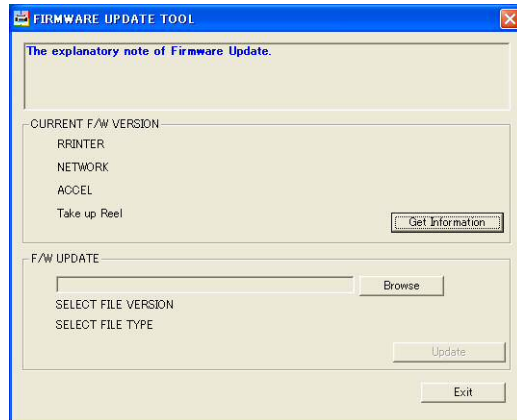 FIRMWARE UPDATE TOOL
The explanatory note of Firmware Update.
CURRENT F/W VERSION
RRINTER
NETWORK
ACCEL
Take up Reel
Get Information
F/W UPDATE
Browse
SELECT FILE VERSION
SELECT FILE TYPE
Update
Exit